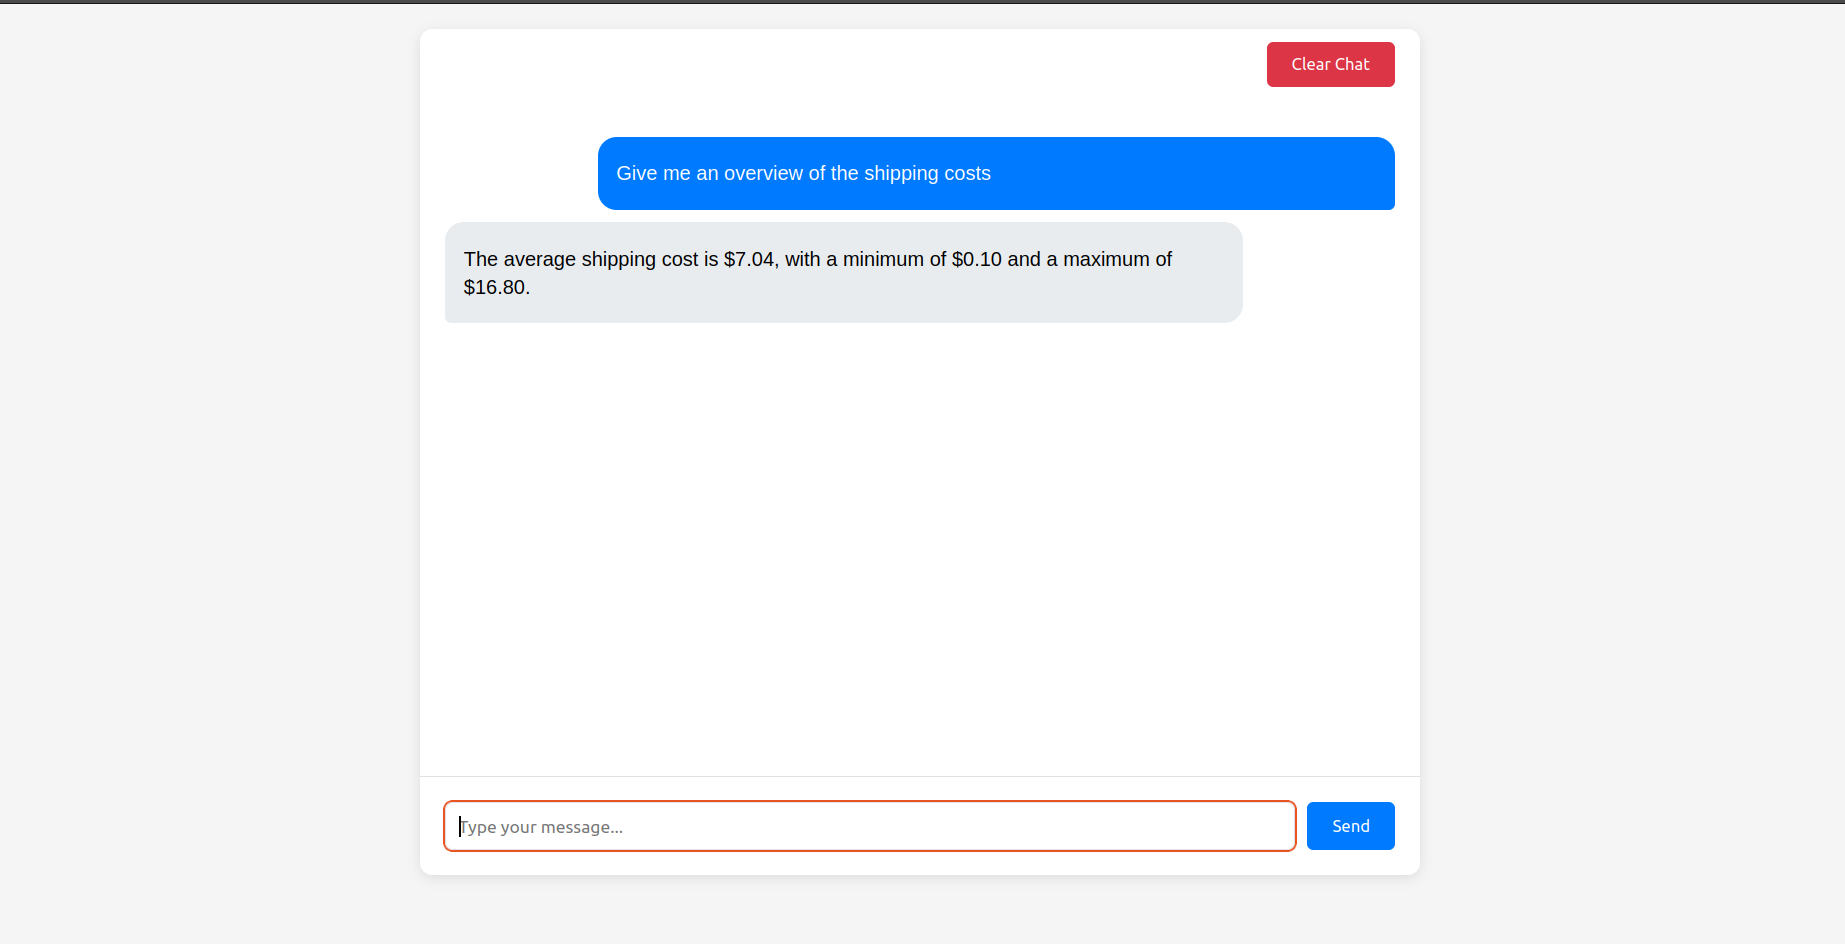 Clear Chat
Give me an overview of the shipping costs
The average shipping cost is $7.04, with a minimum of $0.10 and a maximum of
$16.80.
Type your message...
Send